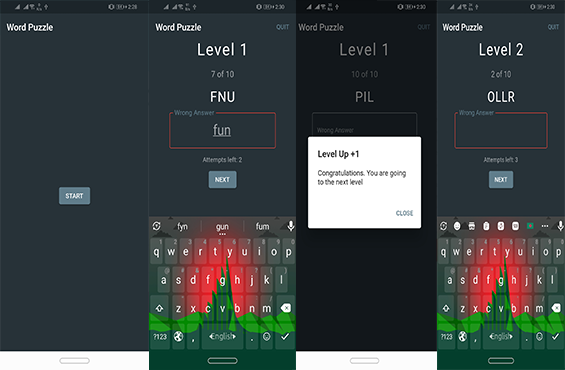 2:28
Word Puzzle
START
2:30
Word Puzzle
QUIT
Level 1
7 of 10
FNU
Wrong Answer
fun
Attempts left: 2
NEXT
fyn gun fum
q w e r t y u i o p
a s d f g h j k l
z x c v b n m
?123 , English .
2:30
Word Puzzle
QUIT
Level 1
10 of 10
PIL
Wrong Answer
Level Up +1
Congratulations. You are going
to the next level
CLOSE
2:30
Word Puzzle
QUIT
Level 2
2 of 10
OLLR
Wrong Answer
Attempts left: 3
NEXT
q w e r t y u i o p
a s d f g h j k l
z x c v b n m
?123 , English .